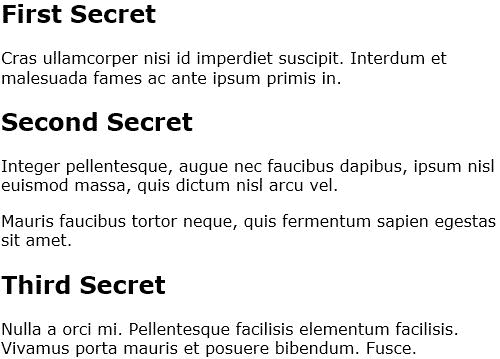 First Secret
Cras ullamcorper nisi id imperdiet suscipit. Interdum et
malesuada fames ac ante ipsum primis in.
Second Secret
Integer pellentesque, augue nec faucibus dapibus, ipsum nisl
euismod massa, quis dictum nisl arcu vel.
Mauris faucibus tortor neque, quis fermentum sapien egestas
sit amet.
Third Secret
Nulla a orci mi. Pellentesque facilisis elementum facilisis.
Vivamus porta mauris et posuere bibendum. Fusce.